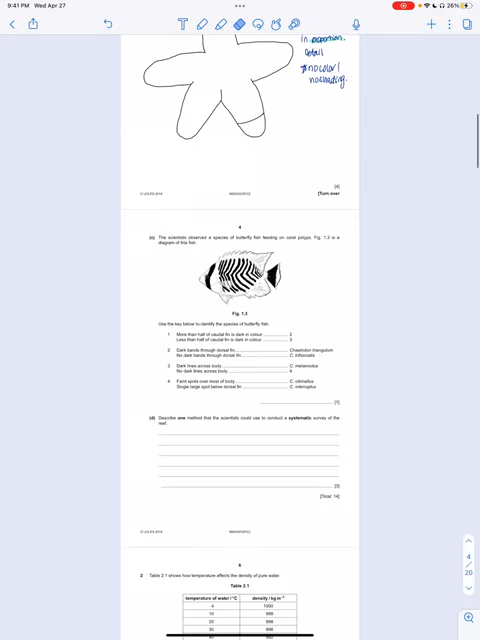 9:41 PM Wed Apr 27
26%
In proportion.
detail
no color /
no shading.
[4]
© UCLES 2018
[Turn over
4
(c) The scientists observed a species of butterfly fish feeding on coral polyps. Fig. 1.3 is a
diagram of this fish.
Fig. 1.3
Use the key below to identify the species of butterfly fish.
1 More than half of caudal fin is dark in colour .................... 2
Less than half of caudal fin is dark in colour .................... 3
2 Dark bands through dorsal fin .................... Chaetodon triangulum
No dark bands through dorsal fin .................... C. trifascialis
3 Dark lines across body .................... C. melannotus
No dark lines across body .................... 4
4 Faint spots over most of body .................... C. citrinellus
Single large spot below dorsal fin .................... C. interruptus
[1]
(d) Describe one method that the scientists could use to conduct a systematic survey of the
reef.
[3]
[Total: 14]
© UCLES 2018
6
2 Table 2.1 shows how temperature affects the density of pure water.
Table 2.1
temperature of water / °C density / kg m⁻³
4 1000
10 999
20 998
30 996
40 992
4
/
20